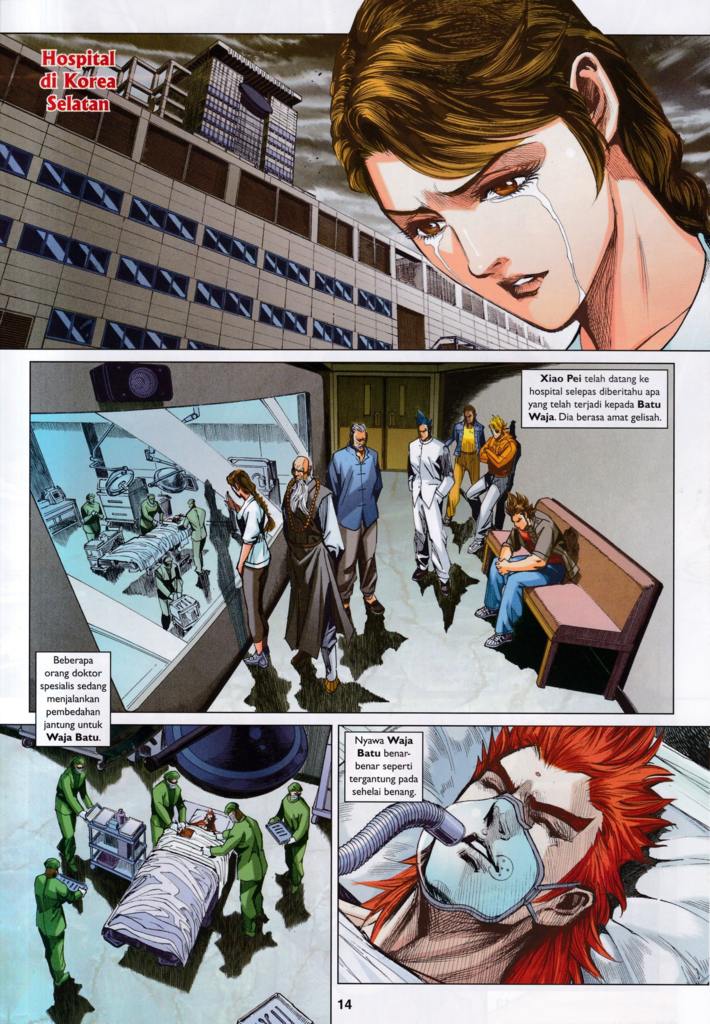 Hospital
di Korea
Selatan
Xiao Pei telah datang ke
hospital selepas diberitahu apa
yang telah terjadi kepada Batu
Waja. Dia berasa amat gelisah.
Beberapa
orang doktor
spesialis sedang
menjalankan
pembedahan
jantung untuk
Waja Batu.
Nyawa Waja
Batu benar-
benar seperti
tergantung pada
sehelai benang.
14